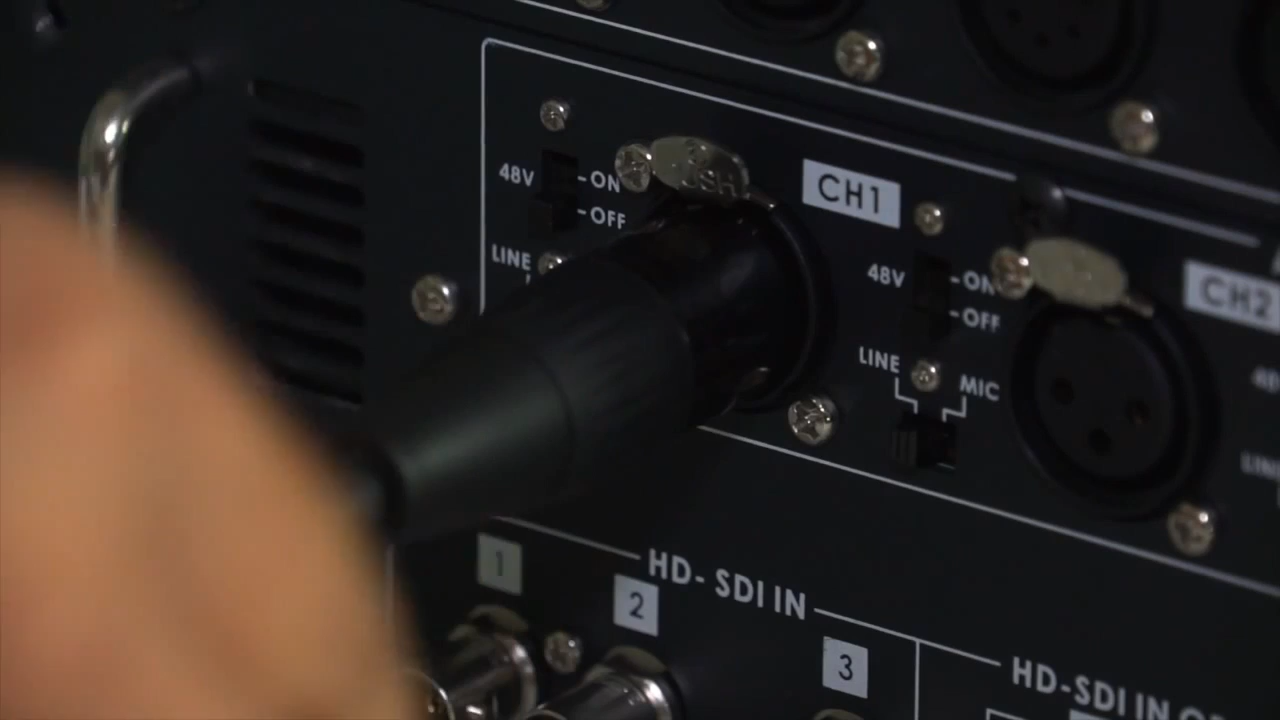 CH1
48V
ON
OFF
LINE
CH2
48V
ON
OFF
LINE
MIC
HD- SDI IN
1
2
3
HD-SDI IN